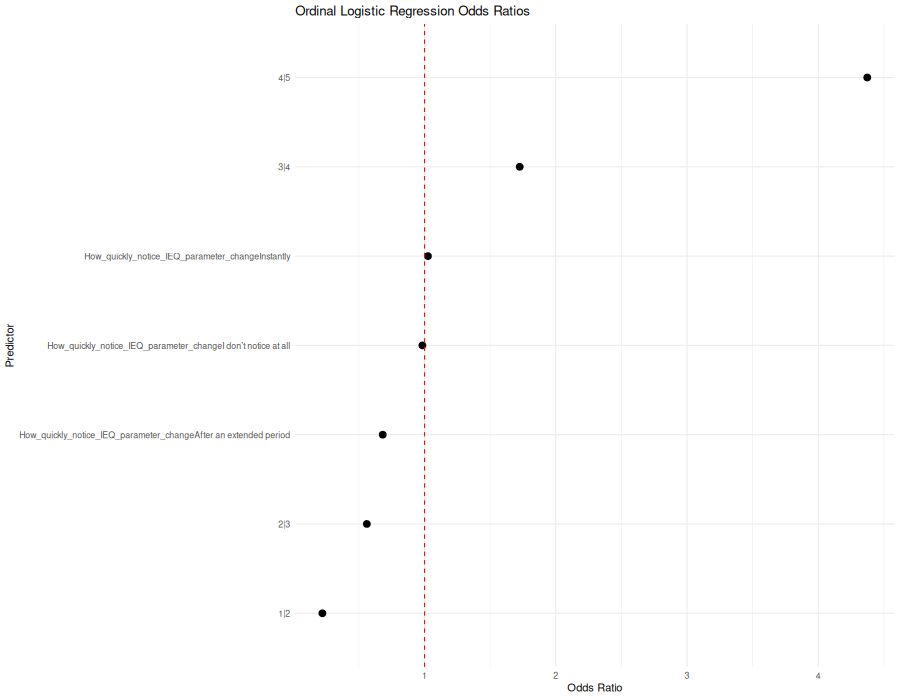 Ordinal Logistic Regression Odds Ratios
4|5
3|4
How_quickly_notice_IEQ_parameter_changeInstantly
How_quickly_notice_IEQ_parameter_changeI don't notice at all
How_quickly_notice_IEQ_parameter_changeAfter an extended period
2|3
1|2
Predictor
1 2 3 4
Odds Ratio